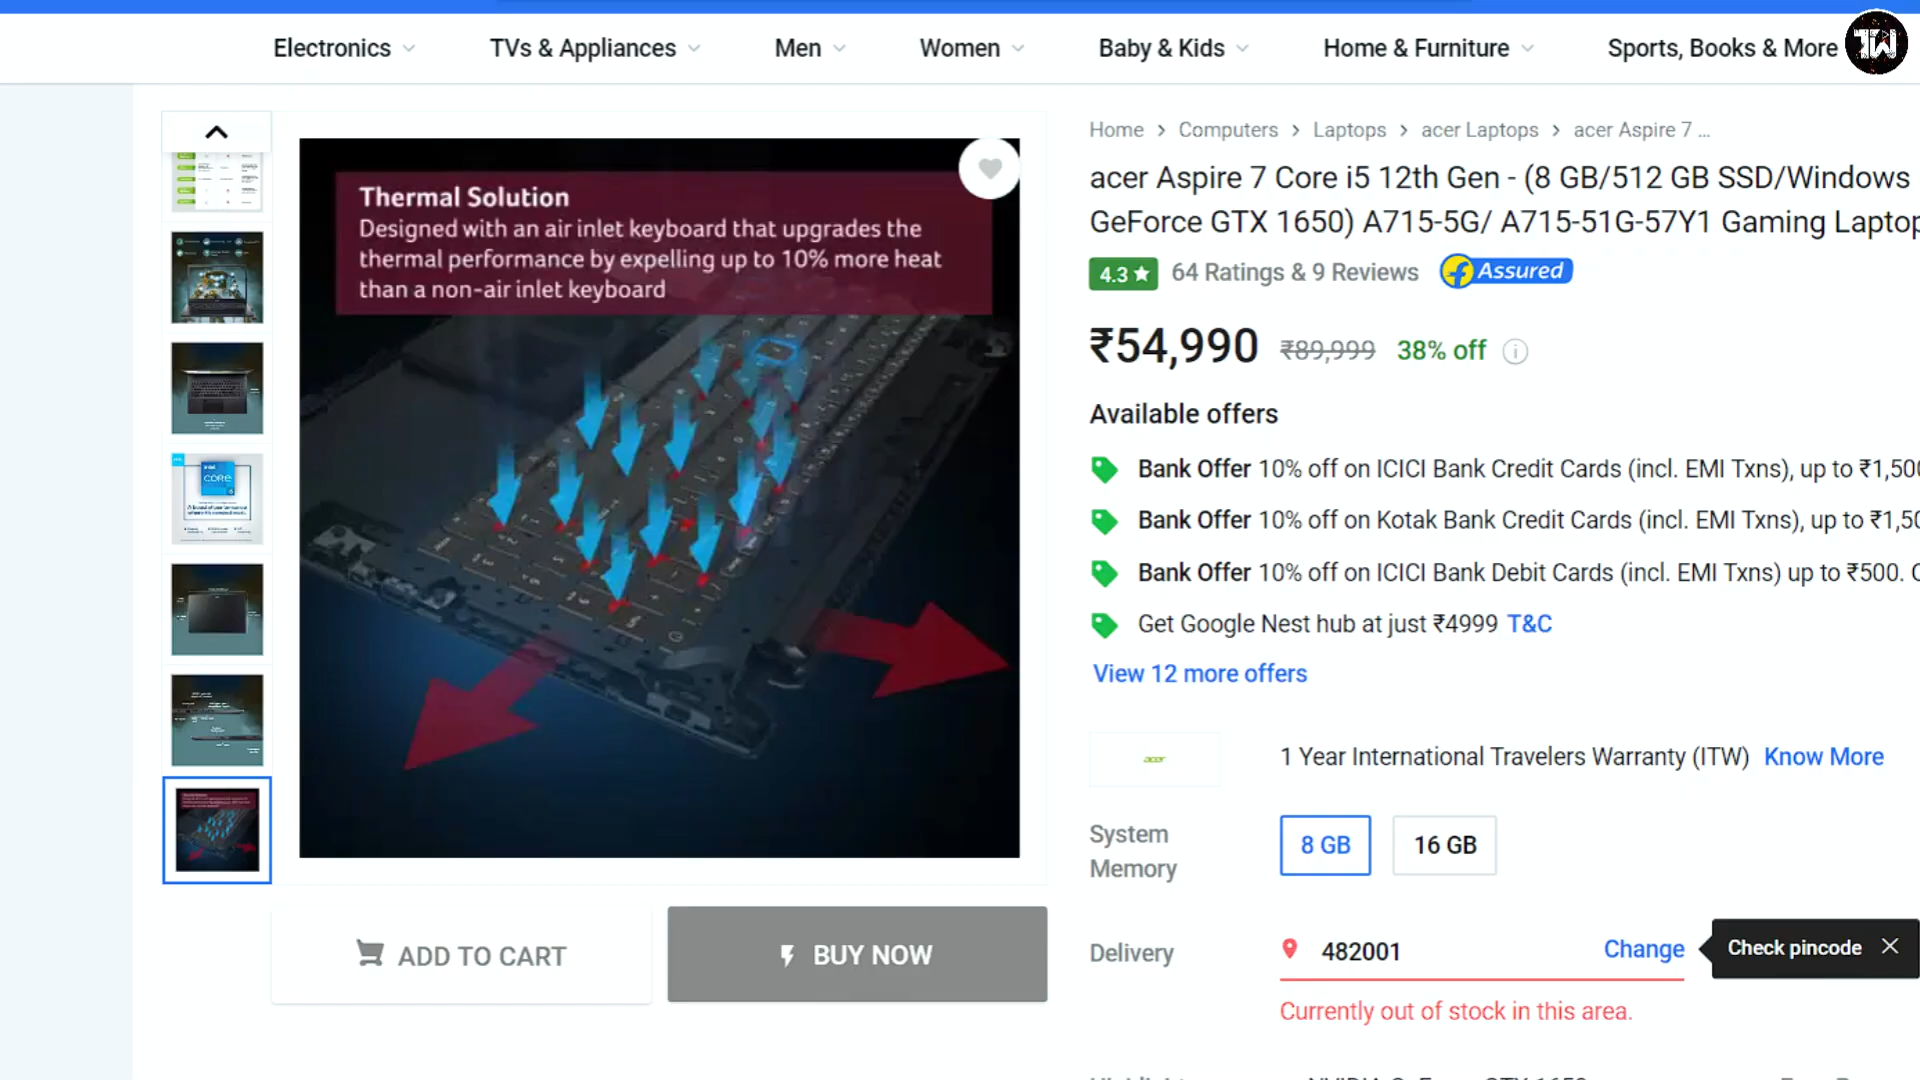 Electronics
TVs & Appliances
Men
Women
Baby & Kids
Home & Furniture
Sports, Books & More
TW
Thermal Solution
Designed with an air inlet keyboard that upgrades the
thermal performance by expelling up to 10% more heat
than a non-air inlet keyboard
ADD TO CART
BUY NOW
Home > Computers > Laptops > acer Laptops > acer Aspire 7 ...
acer Aspire 7 Core i5 12th Gen - (8 GB/512 GB SSD/Windows
GeForce GTX 1650) A715-5G/ A715-51G-57Y1 Gaming Laptop
4.3 ★ 64 Ratings & 9 Reviews Assured
₹54,990 ₹89,999 38% off
Available offers
Bank Offer 10% off on ICICI Bank Credit Cards (incl. EMI Txns), up to ₹1,500
Bank Offer 10% off on Kotak Bank Credit Cards (incl. EMI Txns), up to ₹1,50
Bank Offer 10% off on ICICI Bank Debit Cards (incl. EMI Txns) up to ₹500.
Get Google Nest hub at just ₹4999 T&C
View 12 more offers
acer
1 Year International Travelers Warranty (ITW) Know More
System
Memory
8 GB
16 GB
Delivery
482001
Change
Check pincode
Currently out of stock in this area.